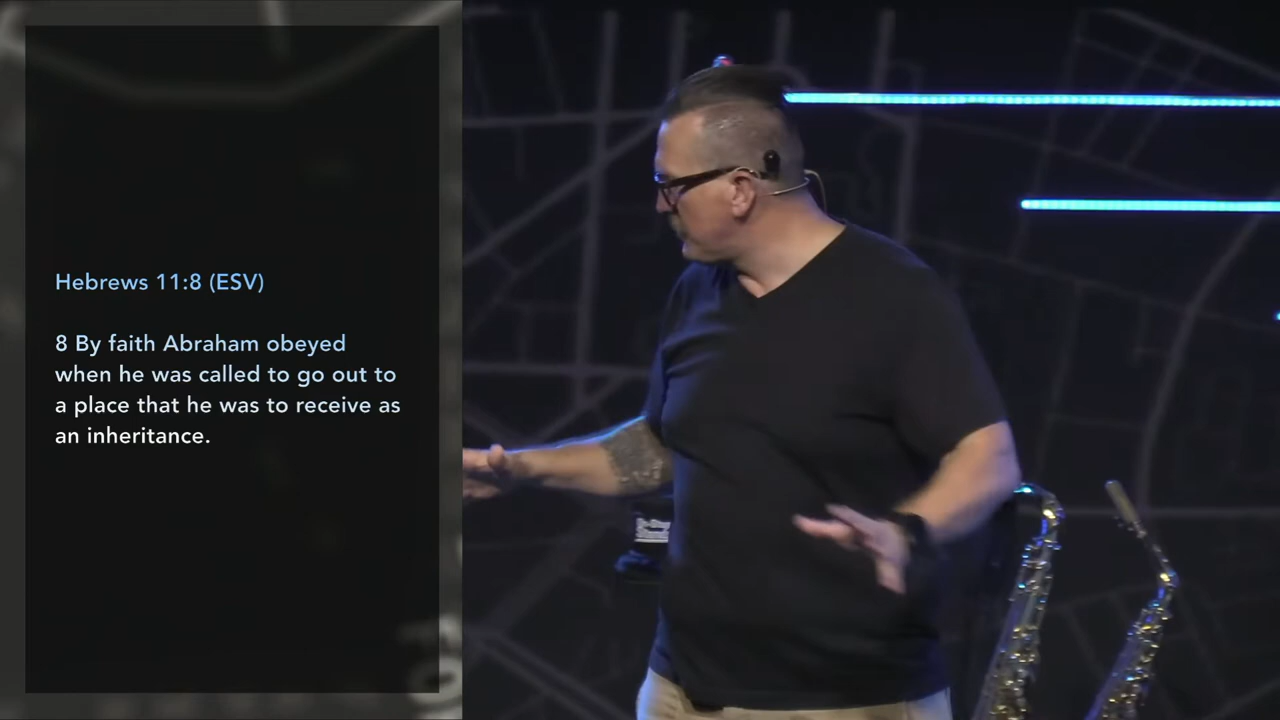 Hebrews 11:8 (ESV)
8 By faith Abraham obeyed
when he was called to go out to
a place that he was to receive as
an inheritance.